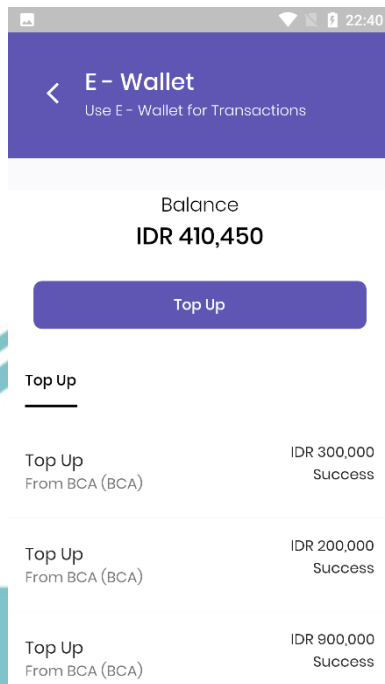 22:40
E - Wallet
Use E - Wallet for Transactions
Balance
IDR 410,450
Top Up
Top Up
Top Up
IDR 300,000
From BCA (BCA)
Success
Top Up
IDR 200,000
From BCA (BCA)
Success
Top Up
IDR 900,000
From BCA (BCA)
Success